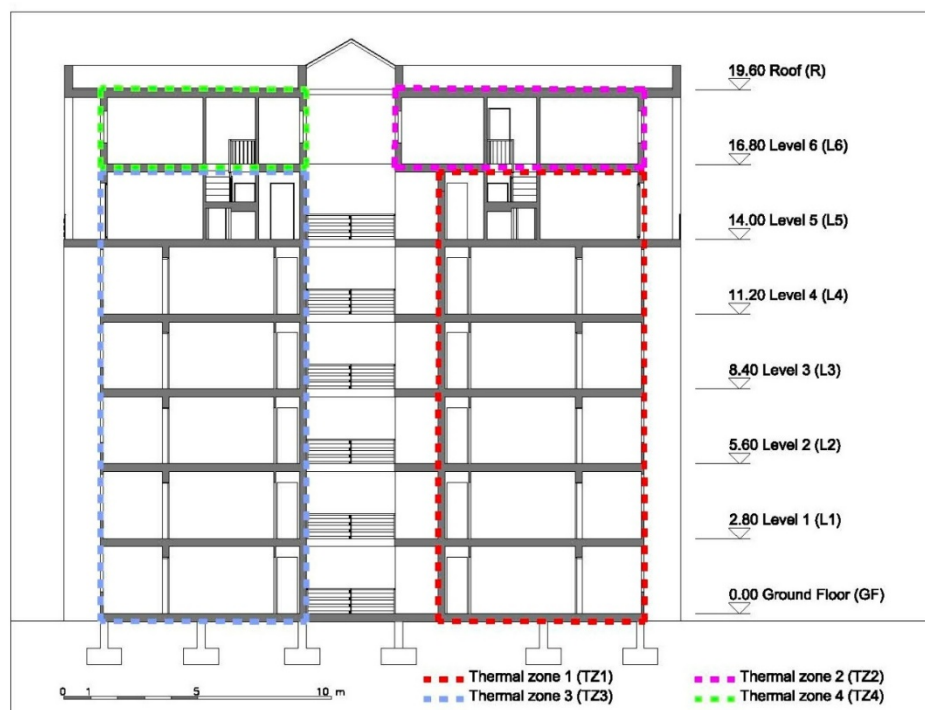 19.60 Roof (R)
16.80 Level 6 (L6)
14.00 Level 5 (L5)
11.20 Level 4 (L4)
8.40 Level 3 (L3)
5.60 Level 2 (L2)
2.80 Level 1 (L1)
0.00 Ground Floor (GF)
Thermal zone 1 (TZ1)
Thermal zone 2 (TZ2)
Thermal zone 3 (TZ3)
Thermal zone 4 (TZ4)
0 1 5 10 m